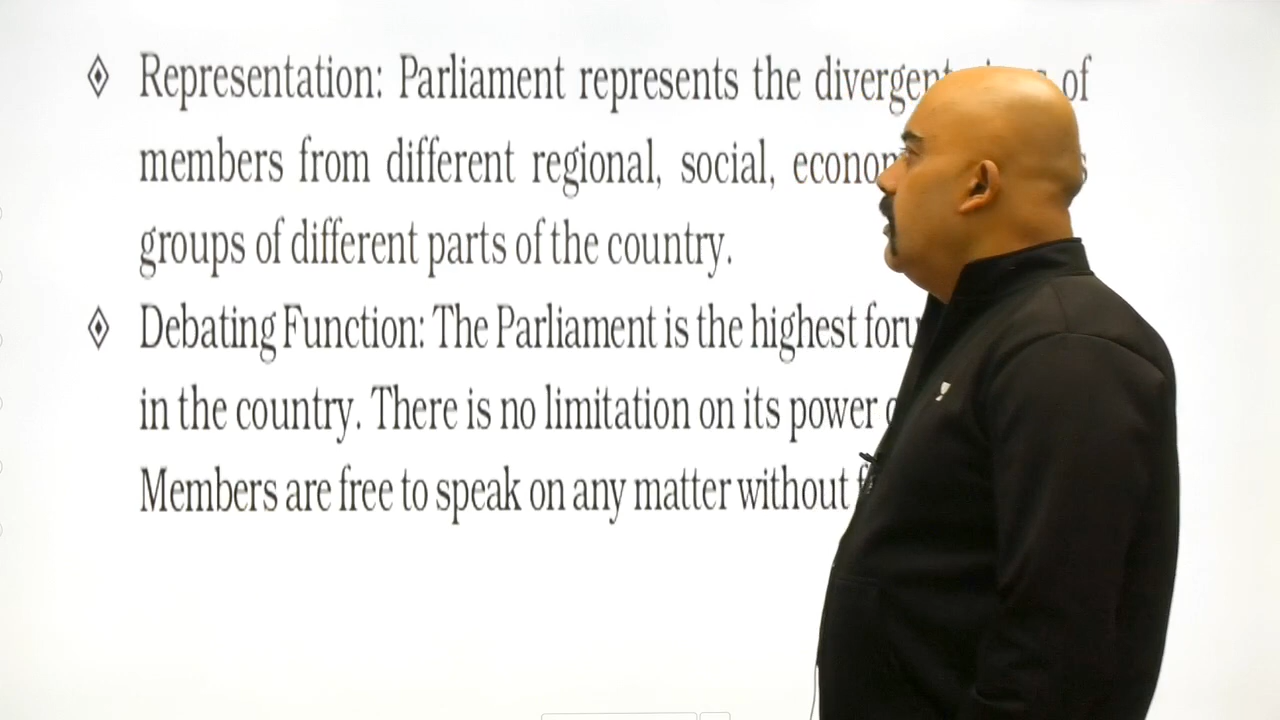 Representation: Parliament represents the divergent of
members from different regional, social,
groups of different parts of the country.
Debating Function: The Parliament is the highest
in the country. There is no limitation on its power
Members are free to speak on any matter without